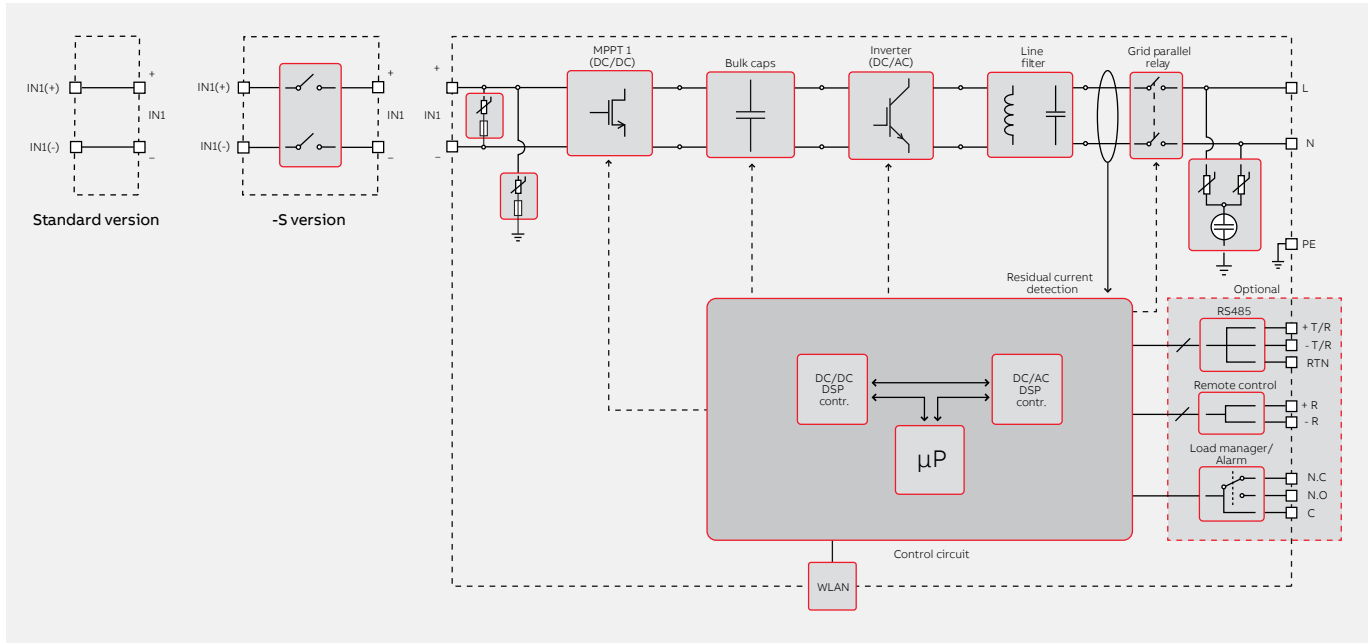 IN1(+)
+
IN1
IN1(-)
–
Standard version
IN1(+)
+
IN1
IN1(-)
–
-S version
+
IN1
–
MPPT 1
(DC/DC)
Bulk caps
Inverter
(DC/AC)
Line
filter
Grid parallel
relay
L
N
PE
Residual current
detection
Optional
RS485
+ T/R
- T/R
RTN
Remote control
+ R
- R
Load manager/
Alarm
N.C
N.O
C
DC/DC
DSP
contr.
DC/AC
DSP
contr.
µP
Control circuit
WLAN